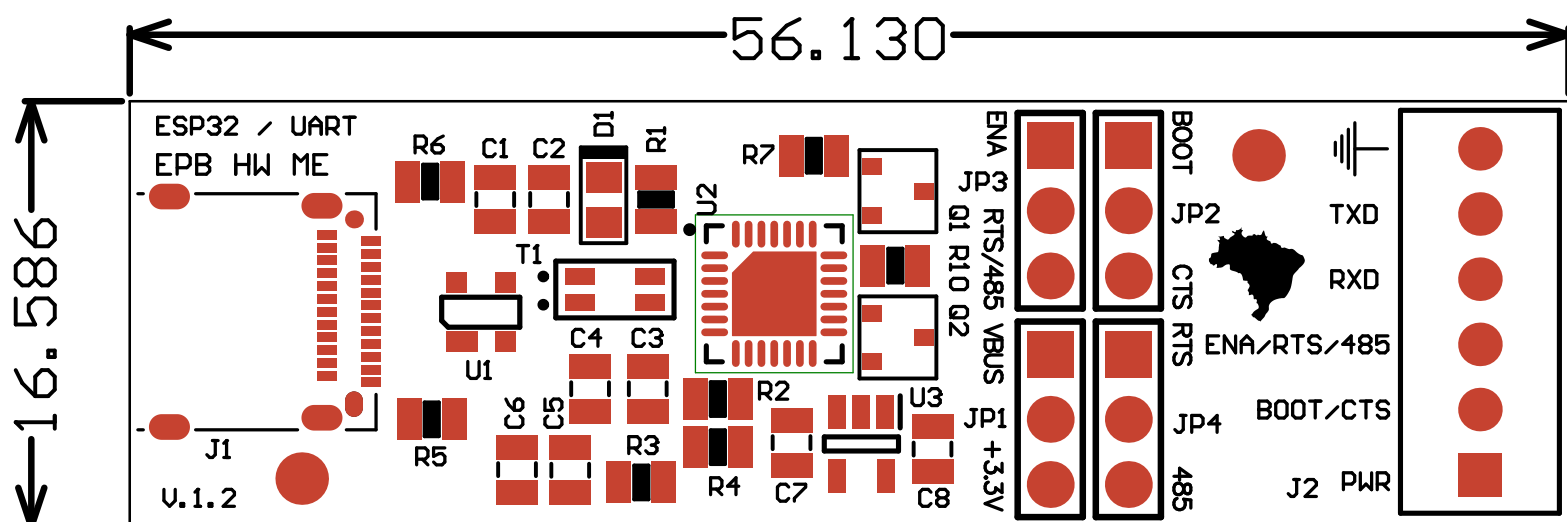 56.130
16.586
ESP32 / UART
EPB HW ME
R6
C1
C2
D1
R1
R7
U2
ENA
BOOT
JP3
JP2
TXD
Q1
RTS/485
T1
R10
CTS
RXD
Q2
C4
C3
VBUS
RTS
ENA/RTS/485
U1
R2
U3
C6
C5
JP1
JP4
BOOT/CTS
J1
R5
R3
R4
C7
C8
+3.3V
485
J2
PWR
V.1.2